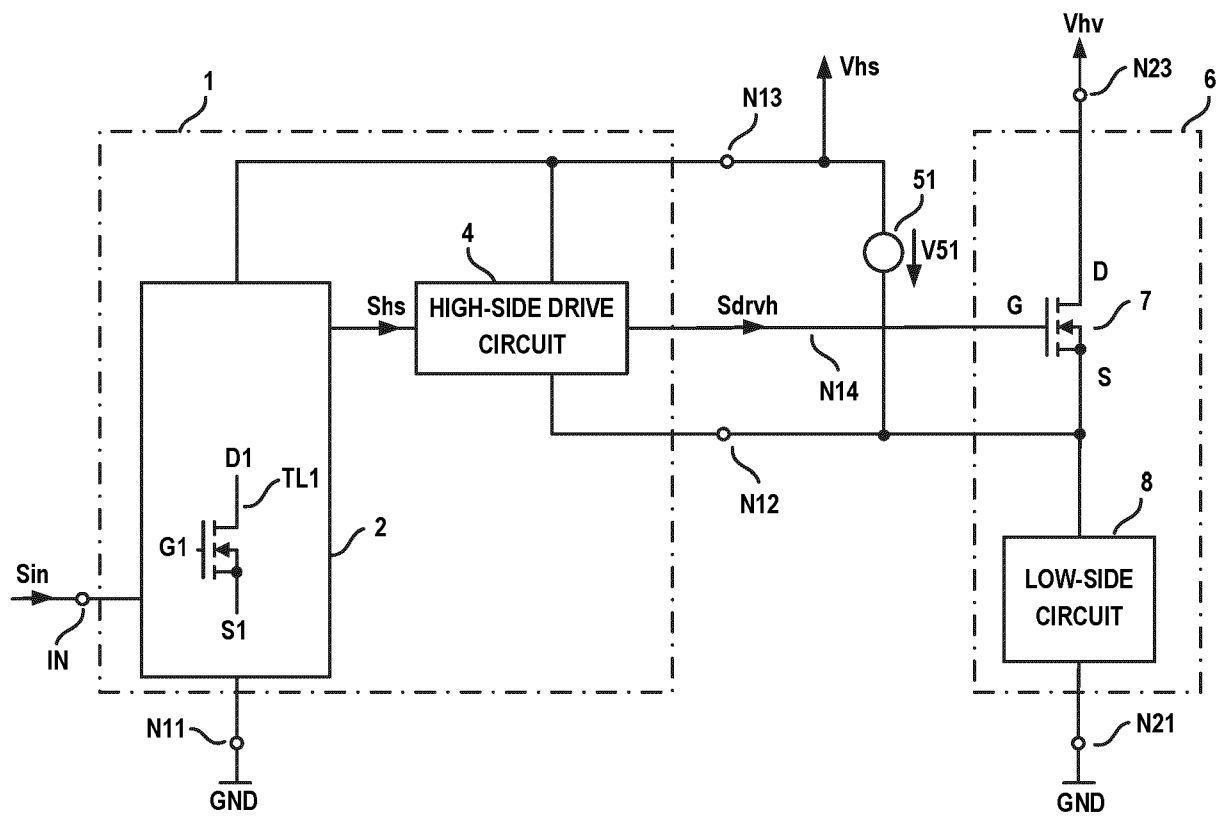 Vhv
N23
6
1
Vhs
N13
51
4
V51
D
HIGH-SIDE DRIVE
CIRCUIT
Shs
Sdrvh
G
7
N14
S
D1
TL1
N12
8
G1
2
Sin
LOW-SIDE
CIRCUIT
S1
IN
N11
N21
GND
GND